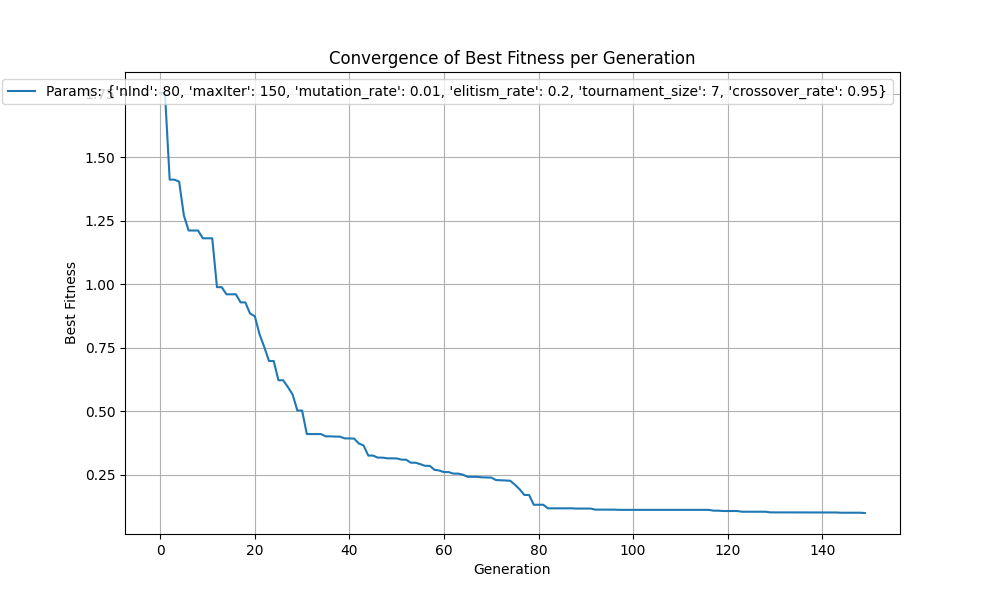 Convergence of Best Fitness per Generation
Params: {'nInd': 80, 'maxIter': 150, 'mutation_rate': 0.01, 'elitism_rate': 0.2, 'tournament_size': 7, 'crossover_rate': 0.95}
1.75
1.50
1.25
1.00
0.75
0.50
0.25
Best Fitness
0 20 40 60 80 100 120 140
Generation